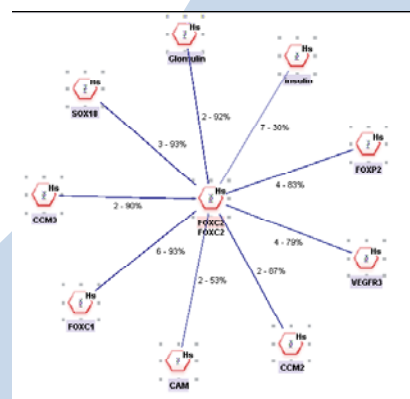 Hs
Glomulin
Hs
Insulin
Hs
SOX18
2 - 92%
7 - 30%
3 - 93%
Hs
FOXP2
4 - 83%
Hs
CCM3
2 - 90%
Hs
FOXC2
FOXC2
4 - 79%
6 - 93%
2 - 87%
2 - 53%
Hs
VEGFR3
Hs
FOXC1
Hs
CAM
Hs
CCM2